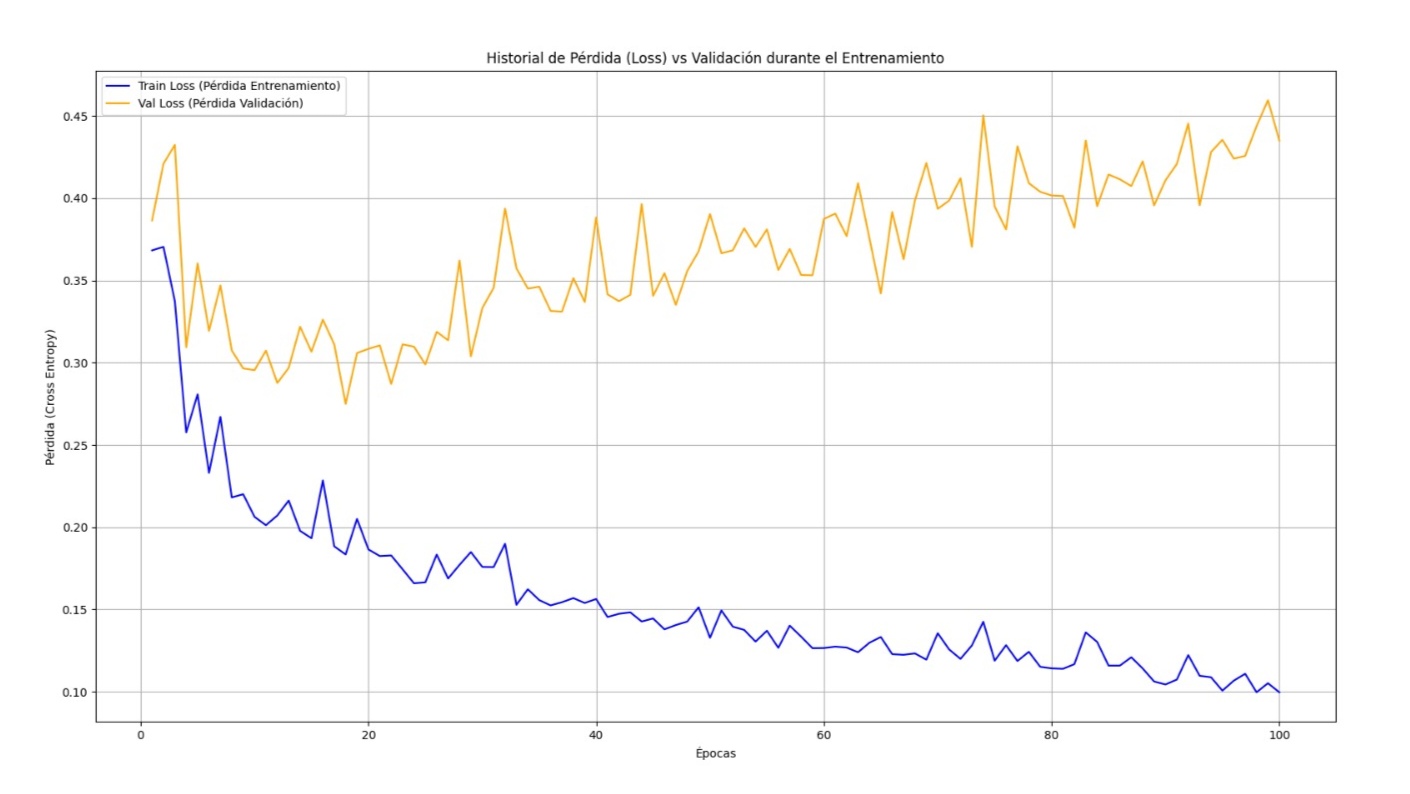 Historial de Pérdida (Loss) vs Validación durante el Entrenamiento
Train Loss (Pérdida Entrenamiento)
Val Loss (Pérdida Validación)
Pérdida (Cross Entropy)
0.45
0.40
0.35
0.30
0.25
0.20
0.15
0.10
0 20 40 60 80 100
Épocas